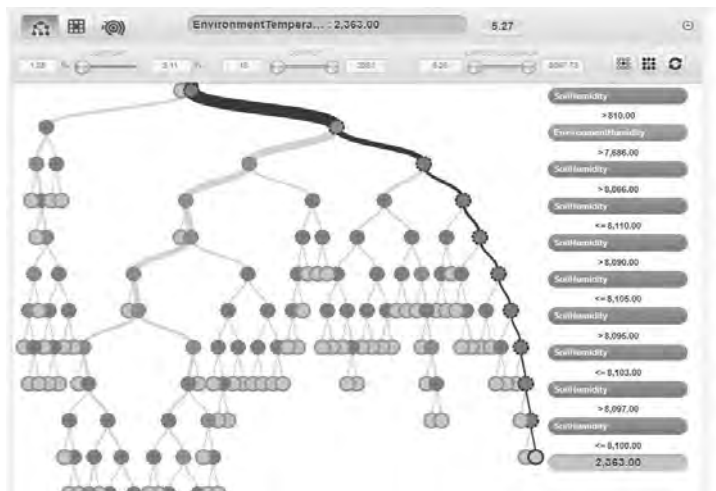 EnvironmentTempera... : 2,363.00
5.27
SoilHumidity
> 810.00
EnvironmentHumidity
> 7,686.00
SoilHumidity
> 8,066.00
SoilHumidity
<= 8,110.00
SoilHumidity
> 8,090.00
SoilHumidity
<= 8,105.00
SoilHumidity
> 8,095.00
SoilHumidity
<= 8,103.00
SoilHumidity
> 8,097.00
SoilHumidity
<= 8,100.00
2,363.00